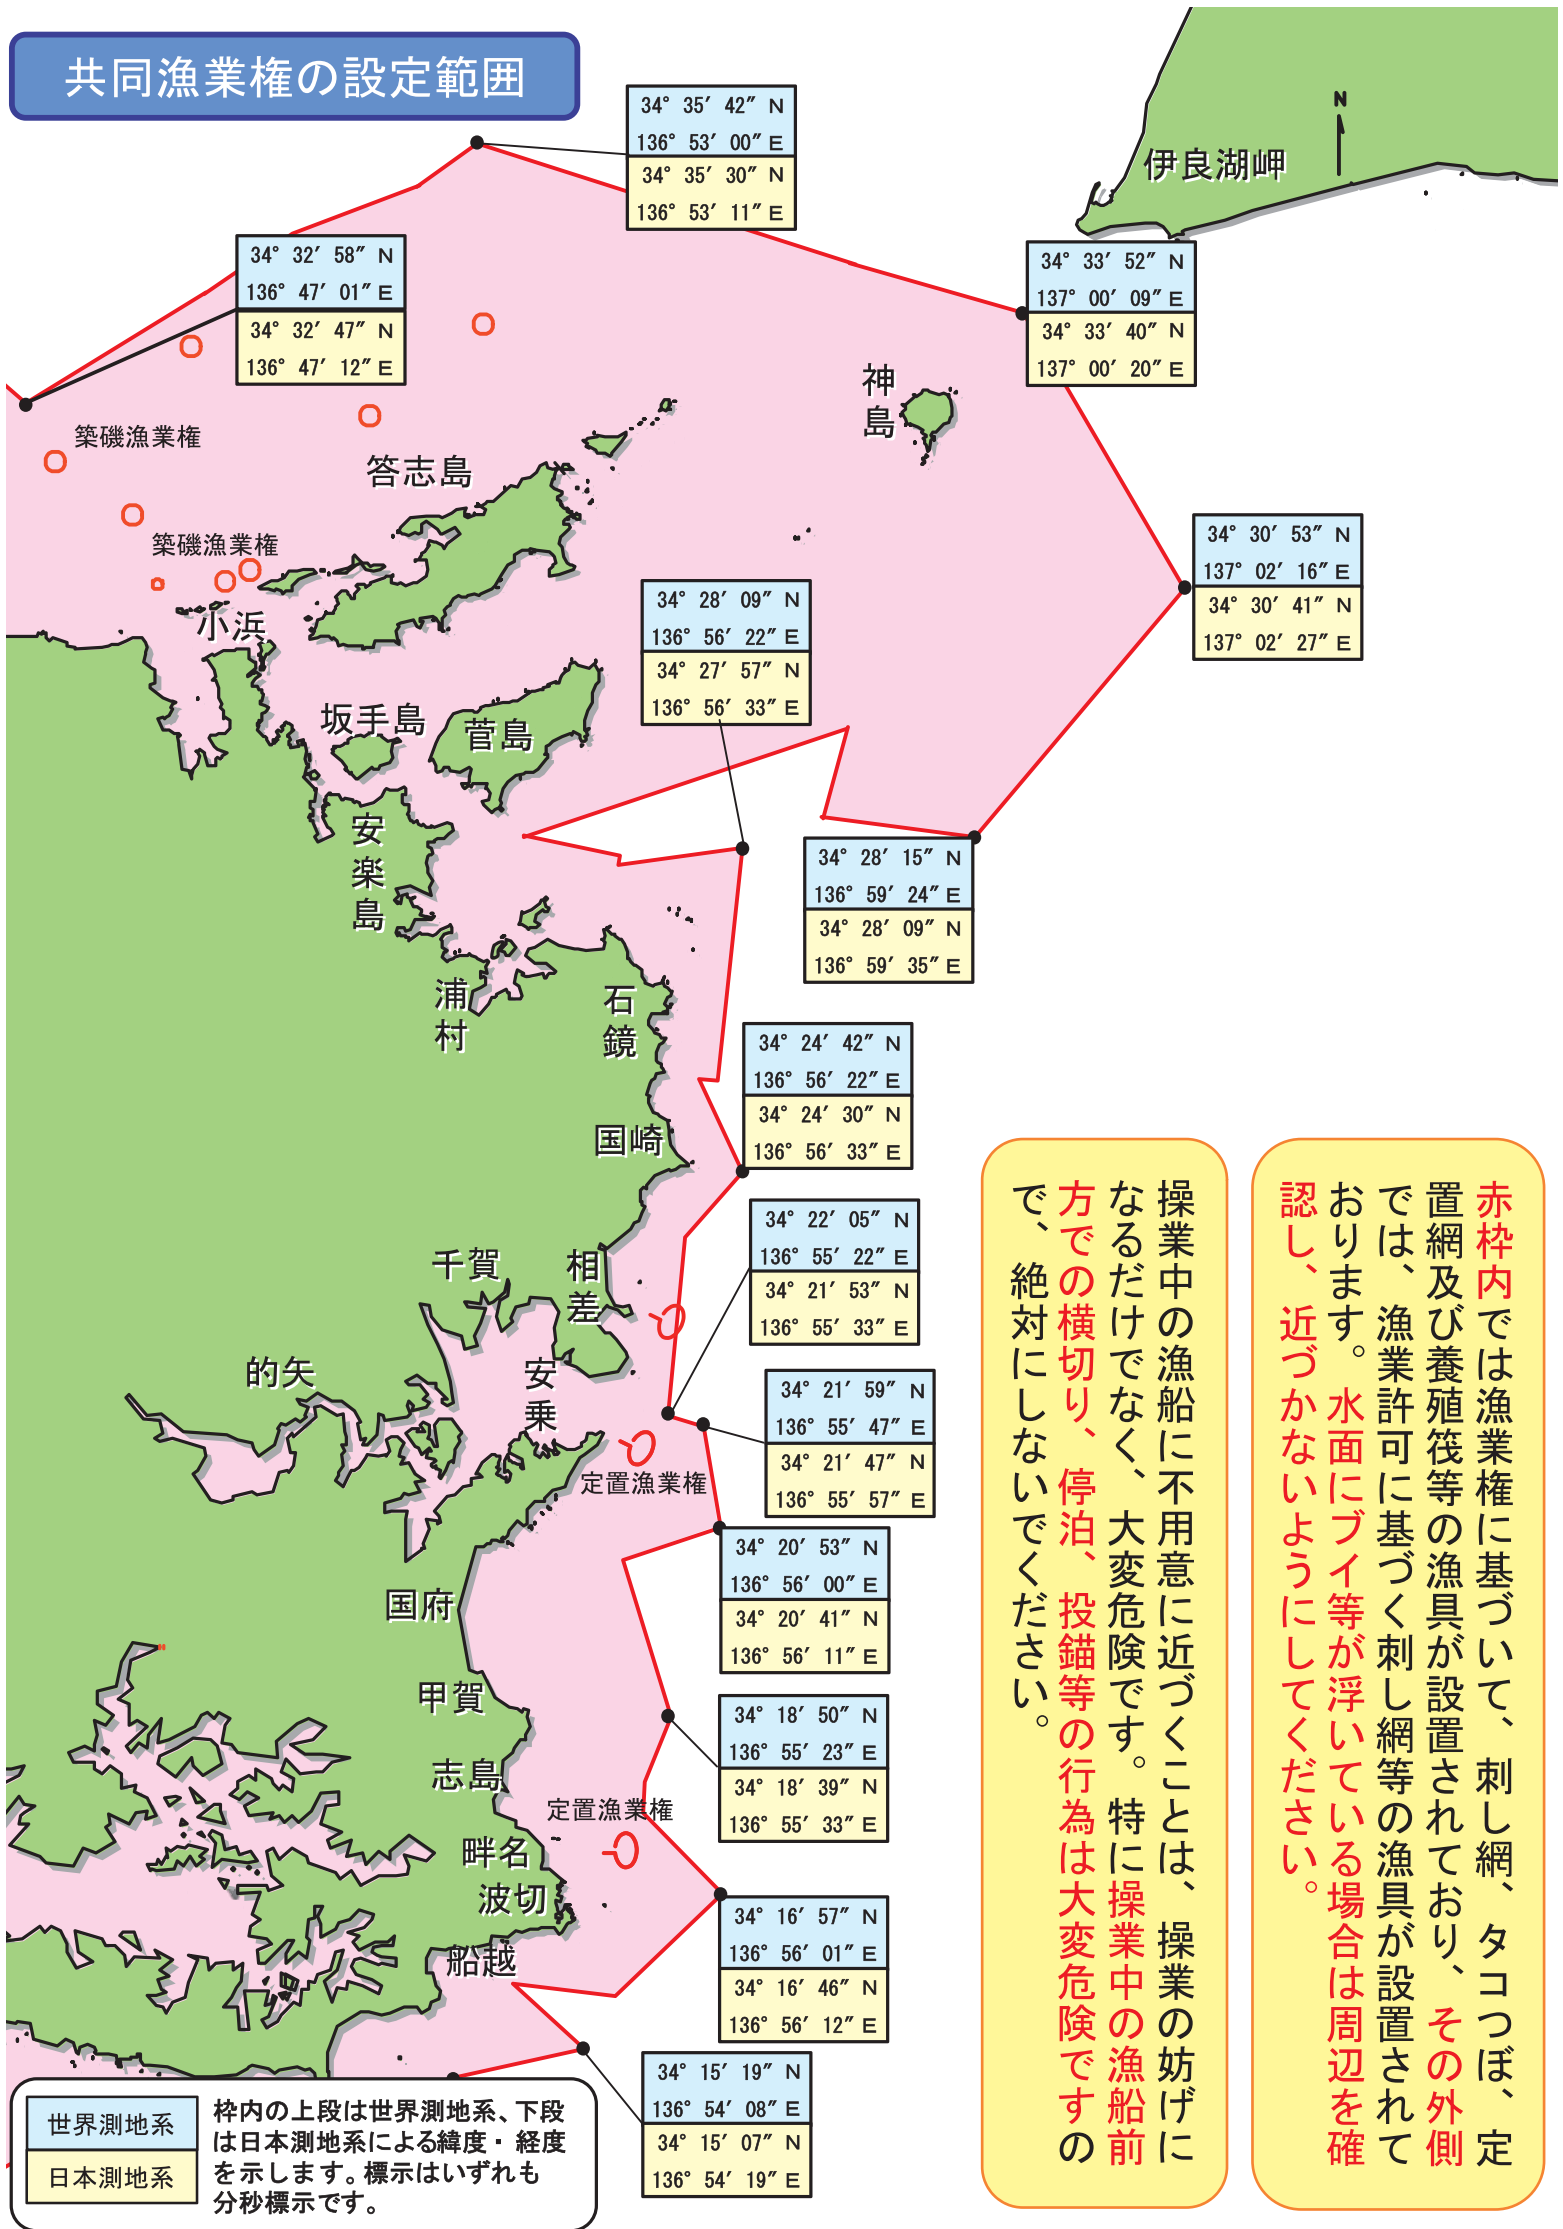 共同漁業権の設定範囲
34° 35′ 42″ N
136° 53′ 00″ E
34° 35′ 30″ N
136° 53′ 11″ E
N
伊良湖岬
34° 32′ 58″ N
136° 47′ 01″ E
34° 32′ 47″ N
136° 47′ 12″ E
34° 33′ 52″ N
137° 00′ 09″ E
34° 33′ 40″ N
137° 00′ 20″ E
神島
築磯漁業権
答志島
築磯漁業権
34° 30′ 53″ N
137° 02′ 16″ E
34° 30′ 41″ N
137° 02′ 27″ E
小浜
34° 28′ 09″ N
136° 56′ 22″ E
34° 27′ 57″ N
136° 56′ 33″ E
坂手島
菅島
安楽島
34° 28′ 15″ N
136° 59′ 24″ E
34° 28′ 09″ N
136° 59′ 35″ E
浦村
石鏡
34° 24′ 42″ N
136° 56′ 22″ E
34° 24′ 30″ N
136° 56′ 33″ E
国崎
34° 22′ 05″ N
136° 55′ 22″ E
34° 21′ 53″ N
136° 55′ 33″ E
千賀
相差
的矢
安乗
34° 21′ 59″ N
136° 55′ 47″ E
34° 21′ 47″ N
136° 55′ 57″ E
定置漁業権
34° 20′ 53″ N
136° 56′ 00″ E
34° 20′ 41″ N
136° 56′ 11″ E
国府
甲賀
34° 18′ 50″ N
136° 55′ 23″ E
34° 18′ 39″ N
136° 55′ 33″ E
志島
定置漁業権
畔名
波切
34° 16′ 57″ N
136° 56′ 01″ E
34° 16′ 46″ N
136° 56′ 12″ E
船越
34° 15′ 19″ N
136° 54′ 08″ E
34° 15′ 07″ N
136° 54′ 19″ E
世界測地系
日本測地系
枠内の上段は世界測地系、下段
は日本測地系による緯度・経度
を示します。標示はいずれも
分秒標示です。
赤枠内では漁業権に基づいて、刺し網、タコつぼ、定
置網及び養殖筏等の漁具が設置されており、その外側
では、漁業許可に基づく刺し網等の漁具が設置されて
おります。水面にブイ等が浮いている場合は周辺を確
認し、近づかないようにしてください。
操業中の漁船に不用意に近づくことは、操業の妨げに
なるだけでなく、大変危険です。特に操業中の漁船前
方での横切り、停泊、投錨等の行為は大変危険ですの
で、絶対にしないでください。